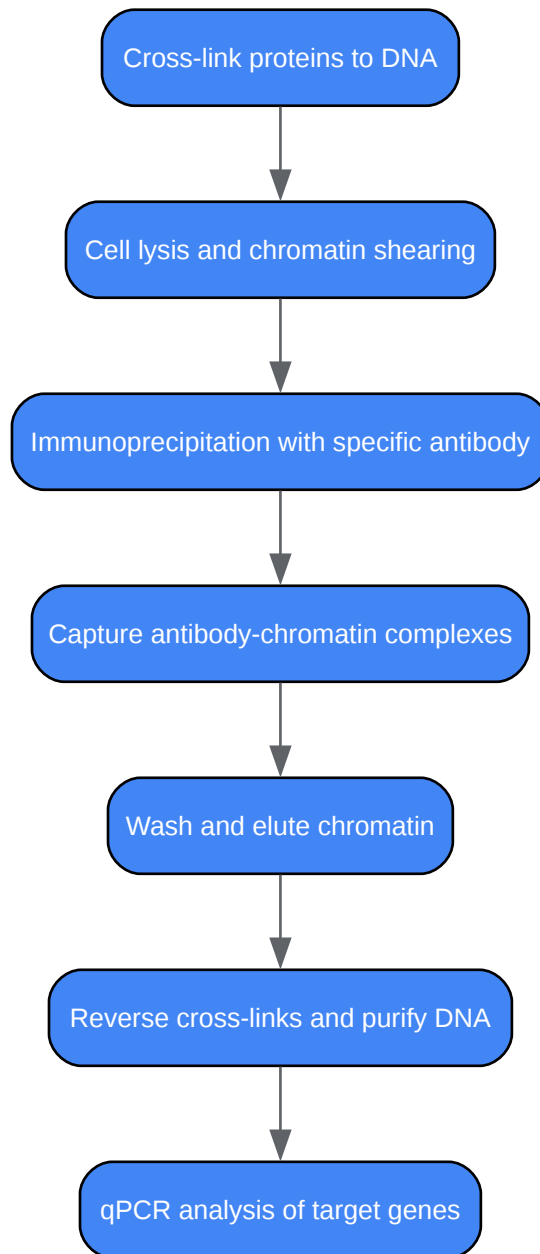 Cross-link proteins to DNA
Cell lysis and chromatin shearing
Immunoprecipitation with specific antibody
Capture antibody-chromatin complexes
Wash and elute chromatin
Reverse cross-links and purify DNA
qPCR analysis of target genes